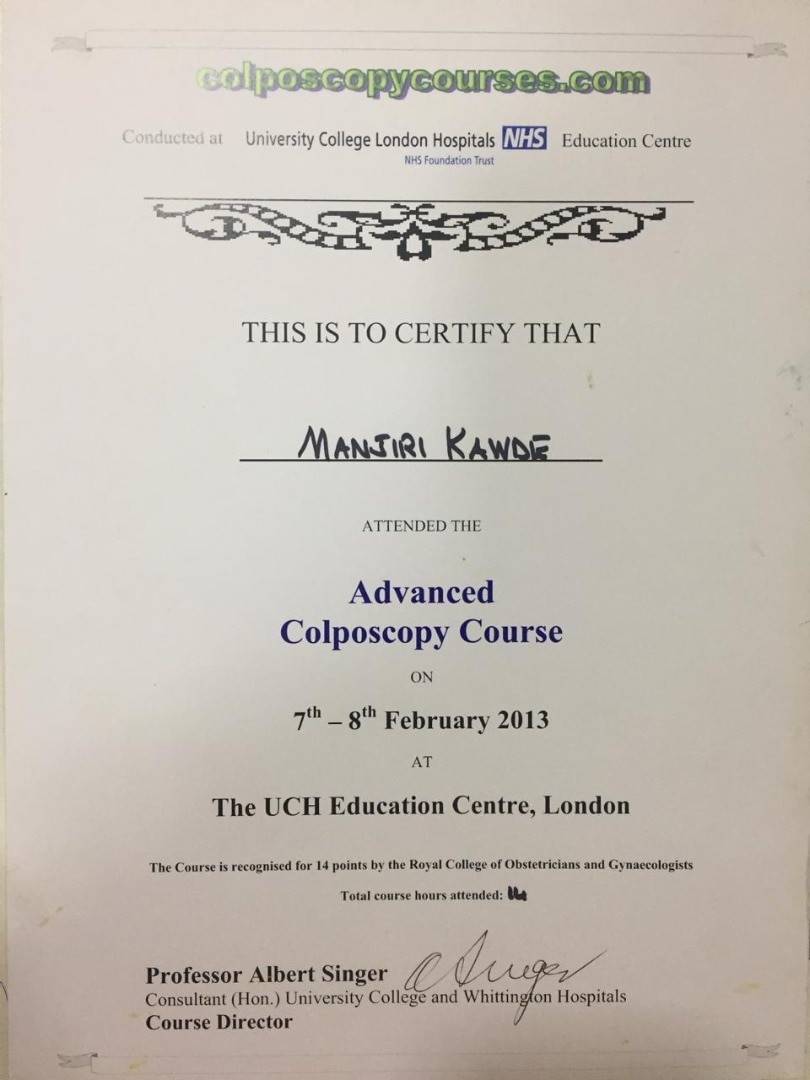 colposcopycourses.com
Conducted at University College London Hospitals NHS Education Centre
NHS Foundation Trust
THIS IS TO CERTIFY THAT
MANJIRI KAWDE
ATTENDED THE
Advanced
Colposcopy Course
ON
7th – 8th February 2013
AT
The UCH Education Centre, London
The Course is recognised for 14 points by the Royal College of Obstetricians and Gynaecologists
Total course hours attended:
Professor Albert Singer A Singer
Consultant (Hon.) University College and Whittington Hospitals
Course Director